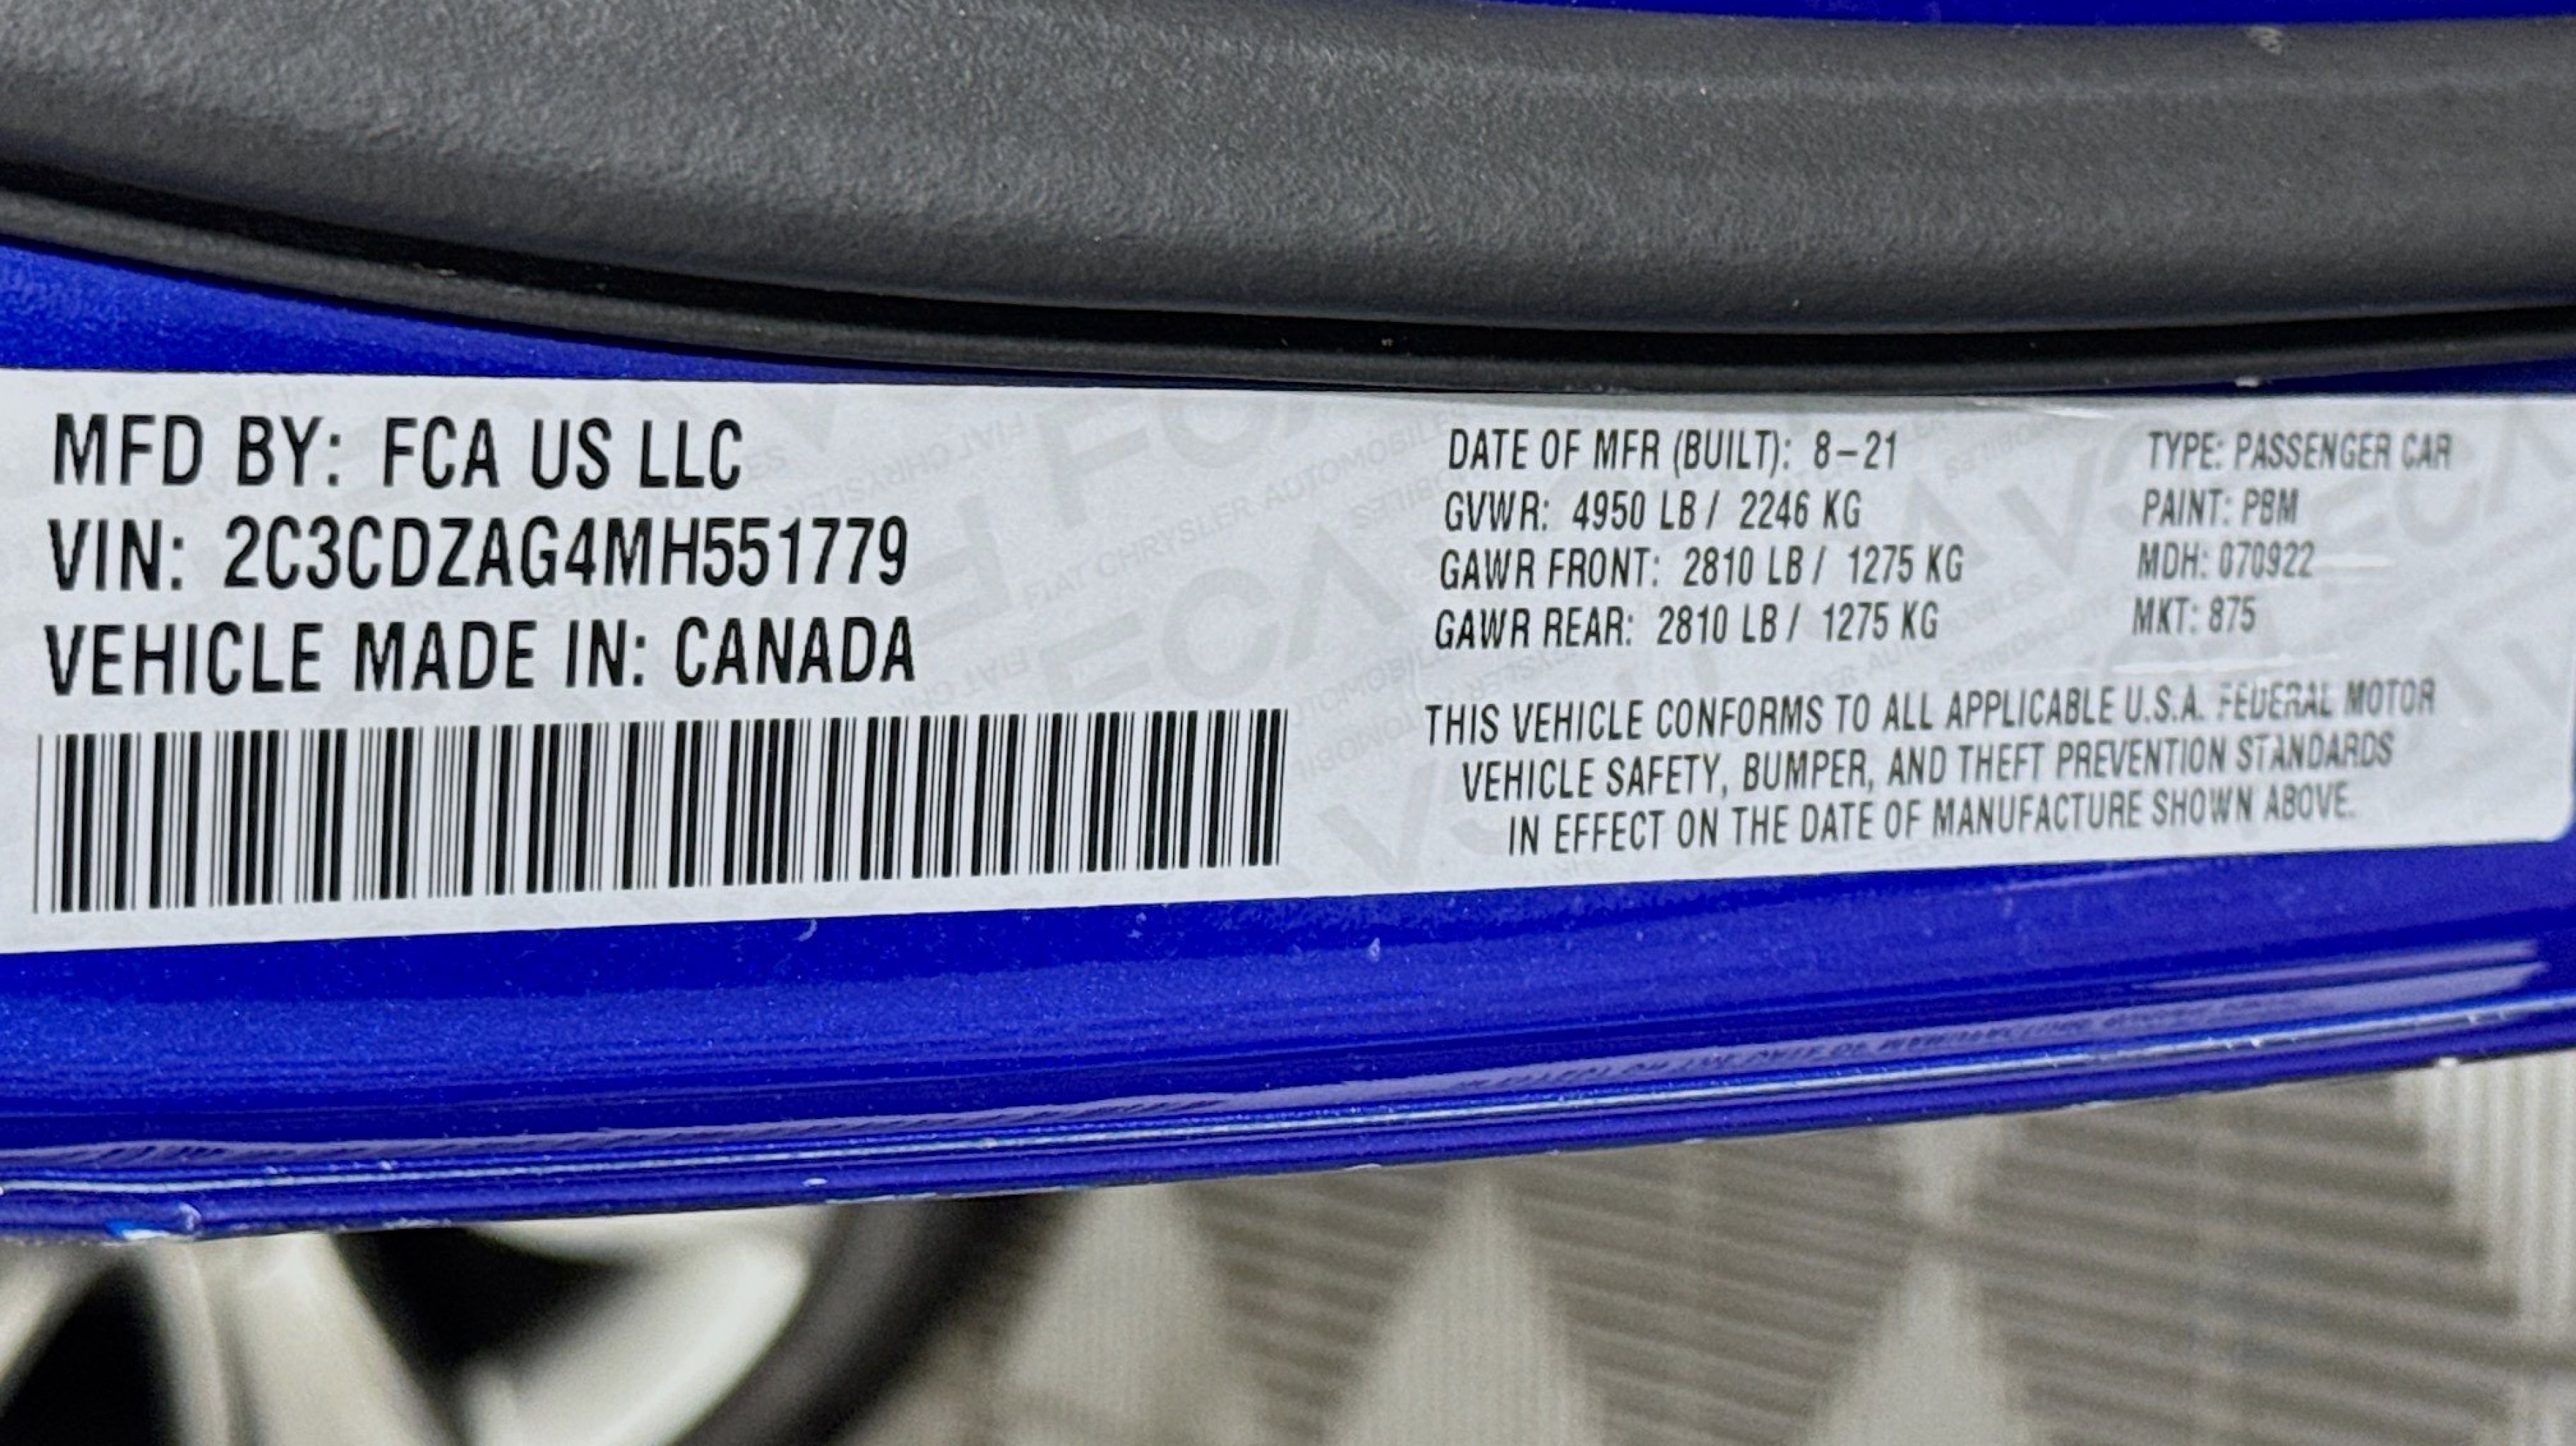 MFD BY: FCA US LLC
VIN: 2C3CDZAG4MH551779
VEHICLE MADE IN: CANADA
DATE OF MFR (BUILT): 8-21
GVWR: 4950 LB / 2246 KG
GAWR FRONT: 2810 LB / 1275 KG
GAWR REAR: 2810 LB / 1275 KG
TYPE: PASSENGER CAR
PAINT: PBM
MDH: 070922
MKT: 875
THIS VEHICLE CONFORMS TO ALL APPLICABLE U.S.A. FEDERAL MOTOR
VEHICLE SAFETY, BUMPER, AND THEFT PREVENTION STANDARDS
IN EFFECT ON THE DATE OF MANUFACTURE SHOWN ABOVE.